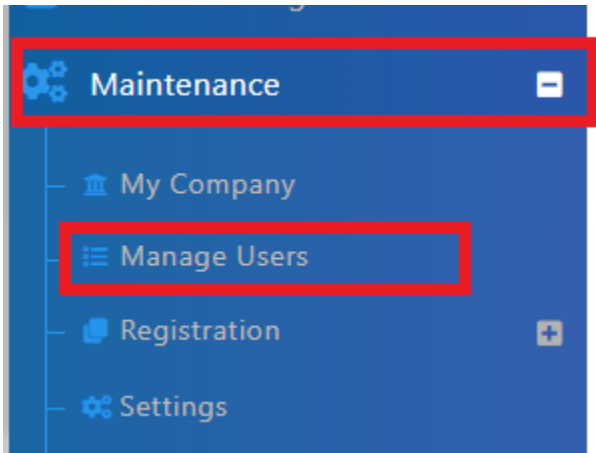 Maintenance
My Company
Manage Users
Registration
Settings